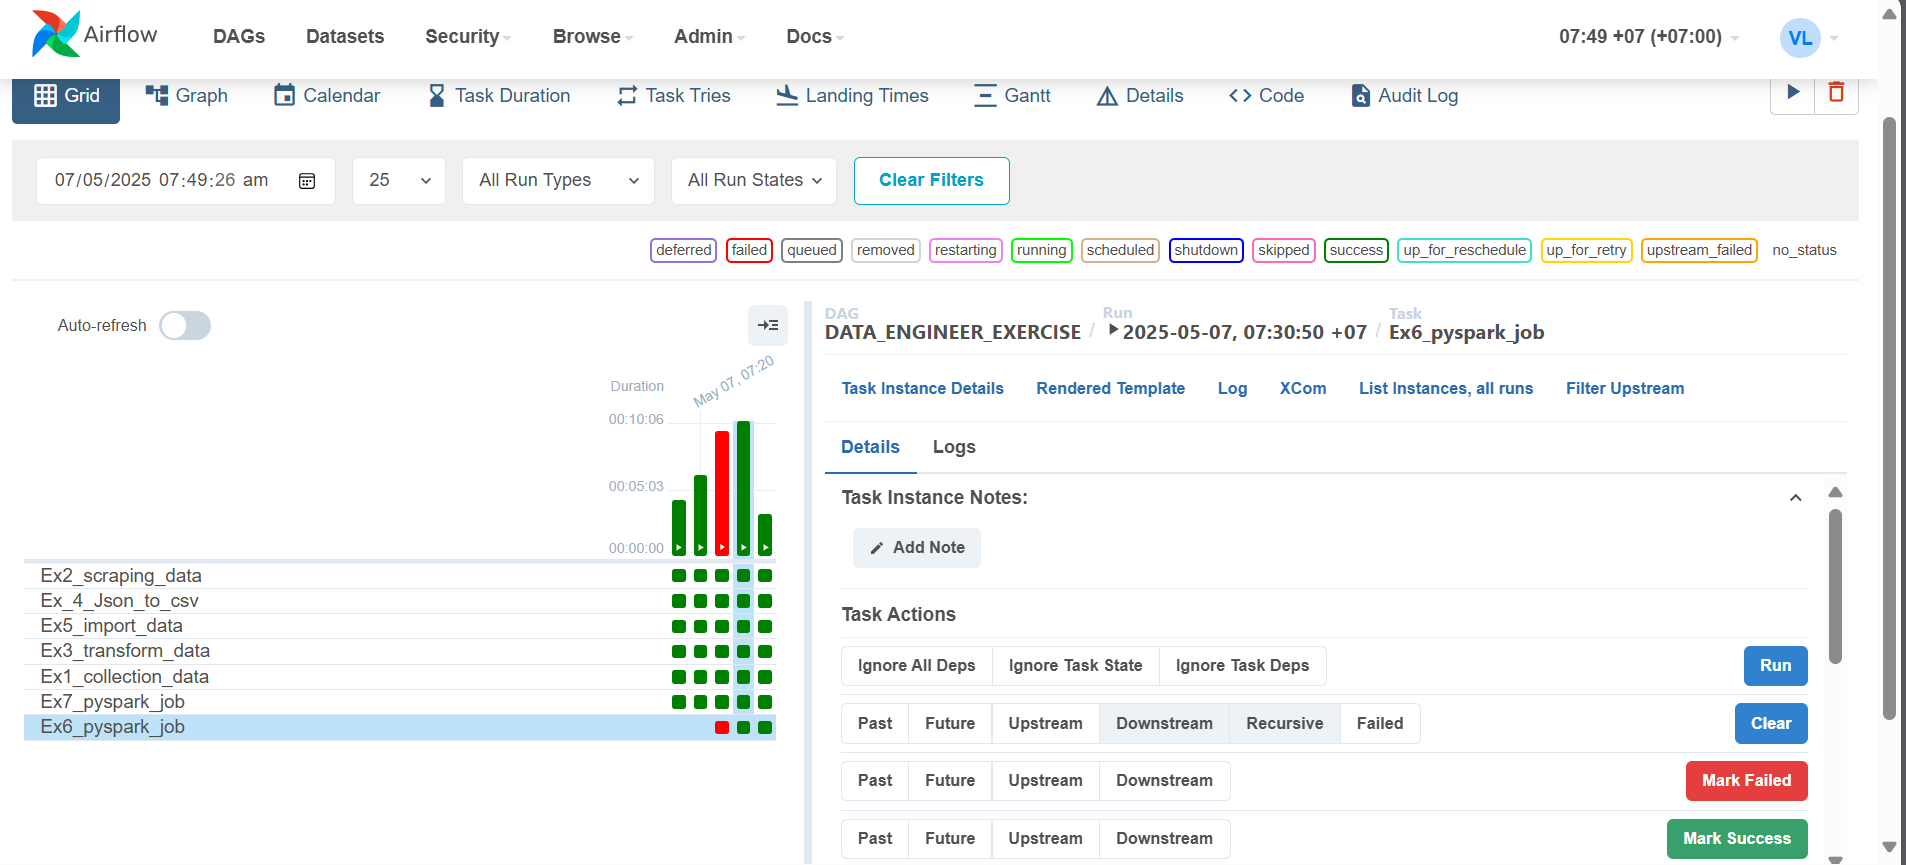 Airflow DAGs Datasets Security Browse Admin Docs 07:49 +07 (+07:00) VL
Grid Graph Calendar Task Duration Task Tries Landing Times Gantt Details Code Audit Log
07/05/2025 07:49:26 am 25 All Run Types All Run States Clear Filters
deferred failed queued removed restarting running scheduled shutdown skipped success up_for_reschedule up_for_retry upstream_failed no_status
Auto-refresh
Duration
May 07, 07:20
00:10:06
00:05:03
00:00:00
Ex2_scraping_data
Ex_4_Json_to_csv
Ex5_import_data
Ex3_transform_data
Ex1_collection_data
Ex7_pyspark_job
Ex6_pyspark_job
DAG Run Task
DATA_ENGINEER_EXERCISE / 2025-05-07, 07:30:50 +07 / Ex6_pyspark_job
Task Instance Details Rendered Template Log XCom List Instances, all runs Filter Upstream
Details Logs
Task Instance Notes:
Add Note
Task Actions
Ignore All Deps Ignore Task State Ignore Task Deps Run
Past Future Upstream Downstream Recursive Failed Clear
Past Future Upstream Downstream Mark Failed
Past Future Upstream Downstream Mark Success